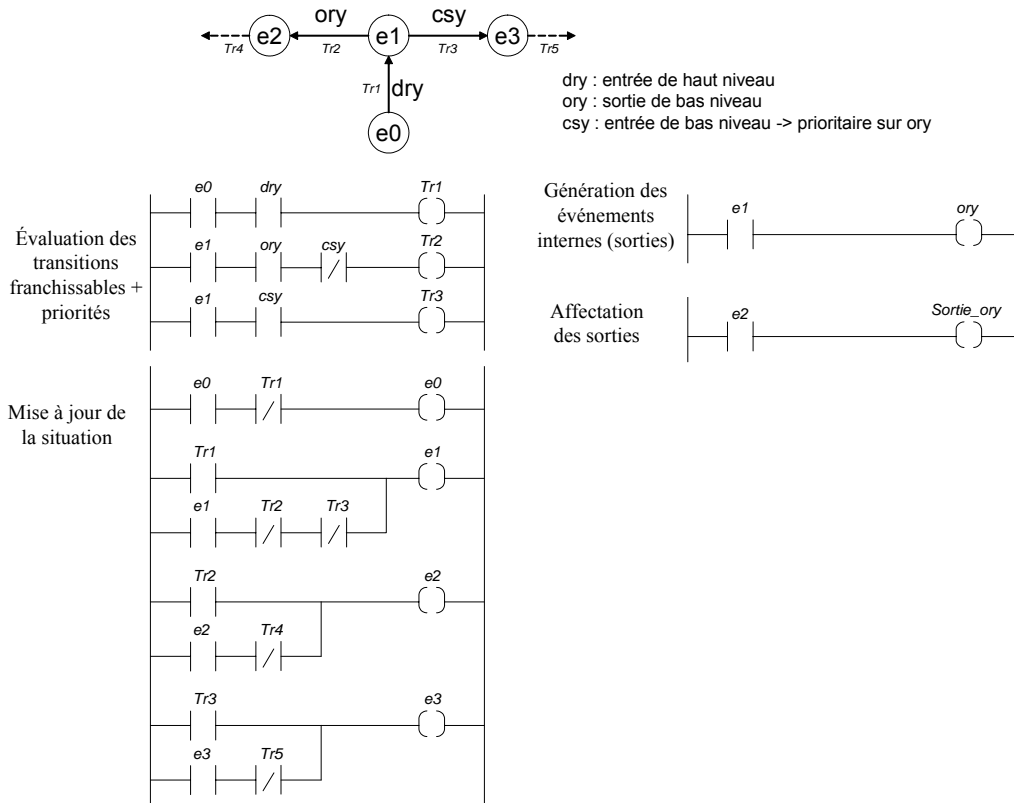 ory csy
e2 e1 e3
Tr4 Tr2 Tr3 Tr5
Tr1 dry
e0
dry : entrée de haut niveau
ory : sortie de bas niveau
csy : entrée de bas niveau -> prioritaire sur ory
Évaluation des
transitions
franchissables +
priorités
e0 dry Tr1
e1 ory csy Tr2
e1 csy Tr3
Génération des
événements
internes (sorties)
e1 ory
Affectation
des sorties
e2 Sortie_ory
Mise à jour de
la situation
e0 Tr1 e0
Tr1 e1
e1 Tr2 Tr3
Tr2 e2
e2 Tr4
Tr3 e3
e3 Tr5